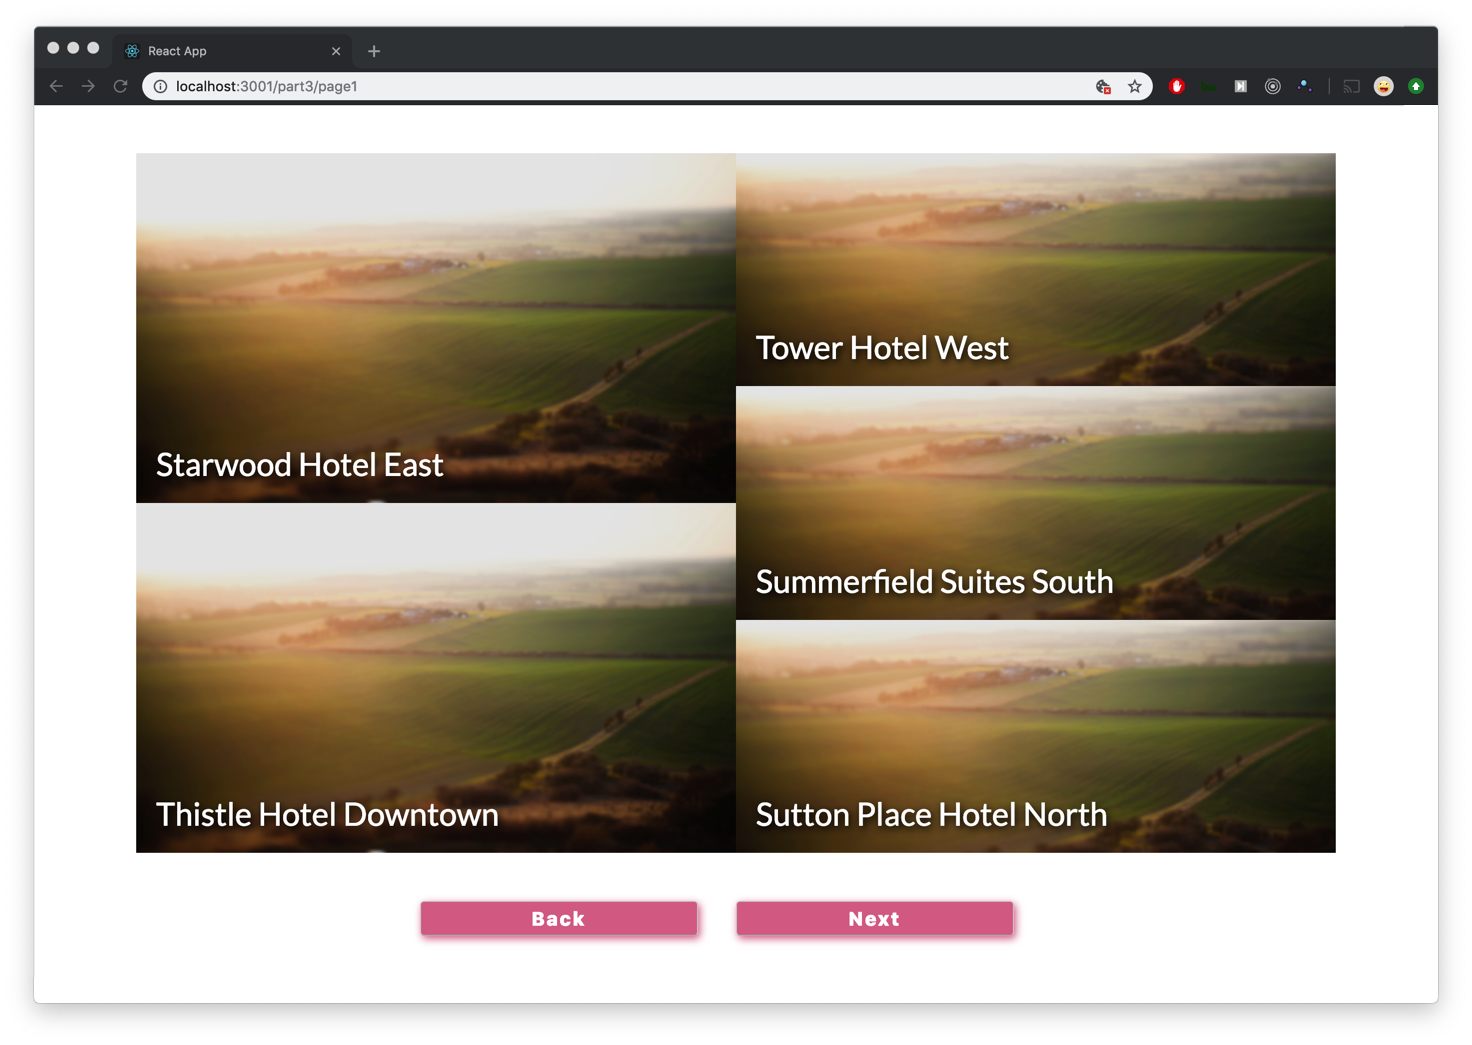 React App
localhost:3001/part3/page1
Starwood Hotel East
Thistle Hotel Downtown
Tower Hotel West
Summerfield Suites South
Sutton Place Hotel North
Back
Next